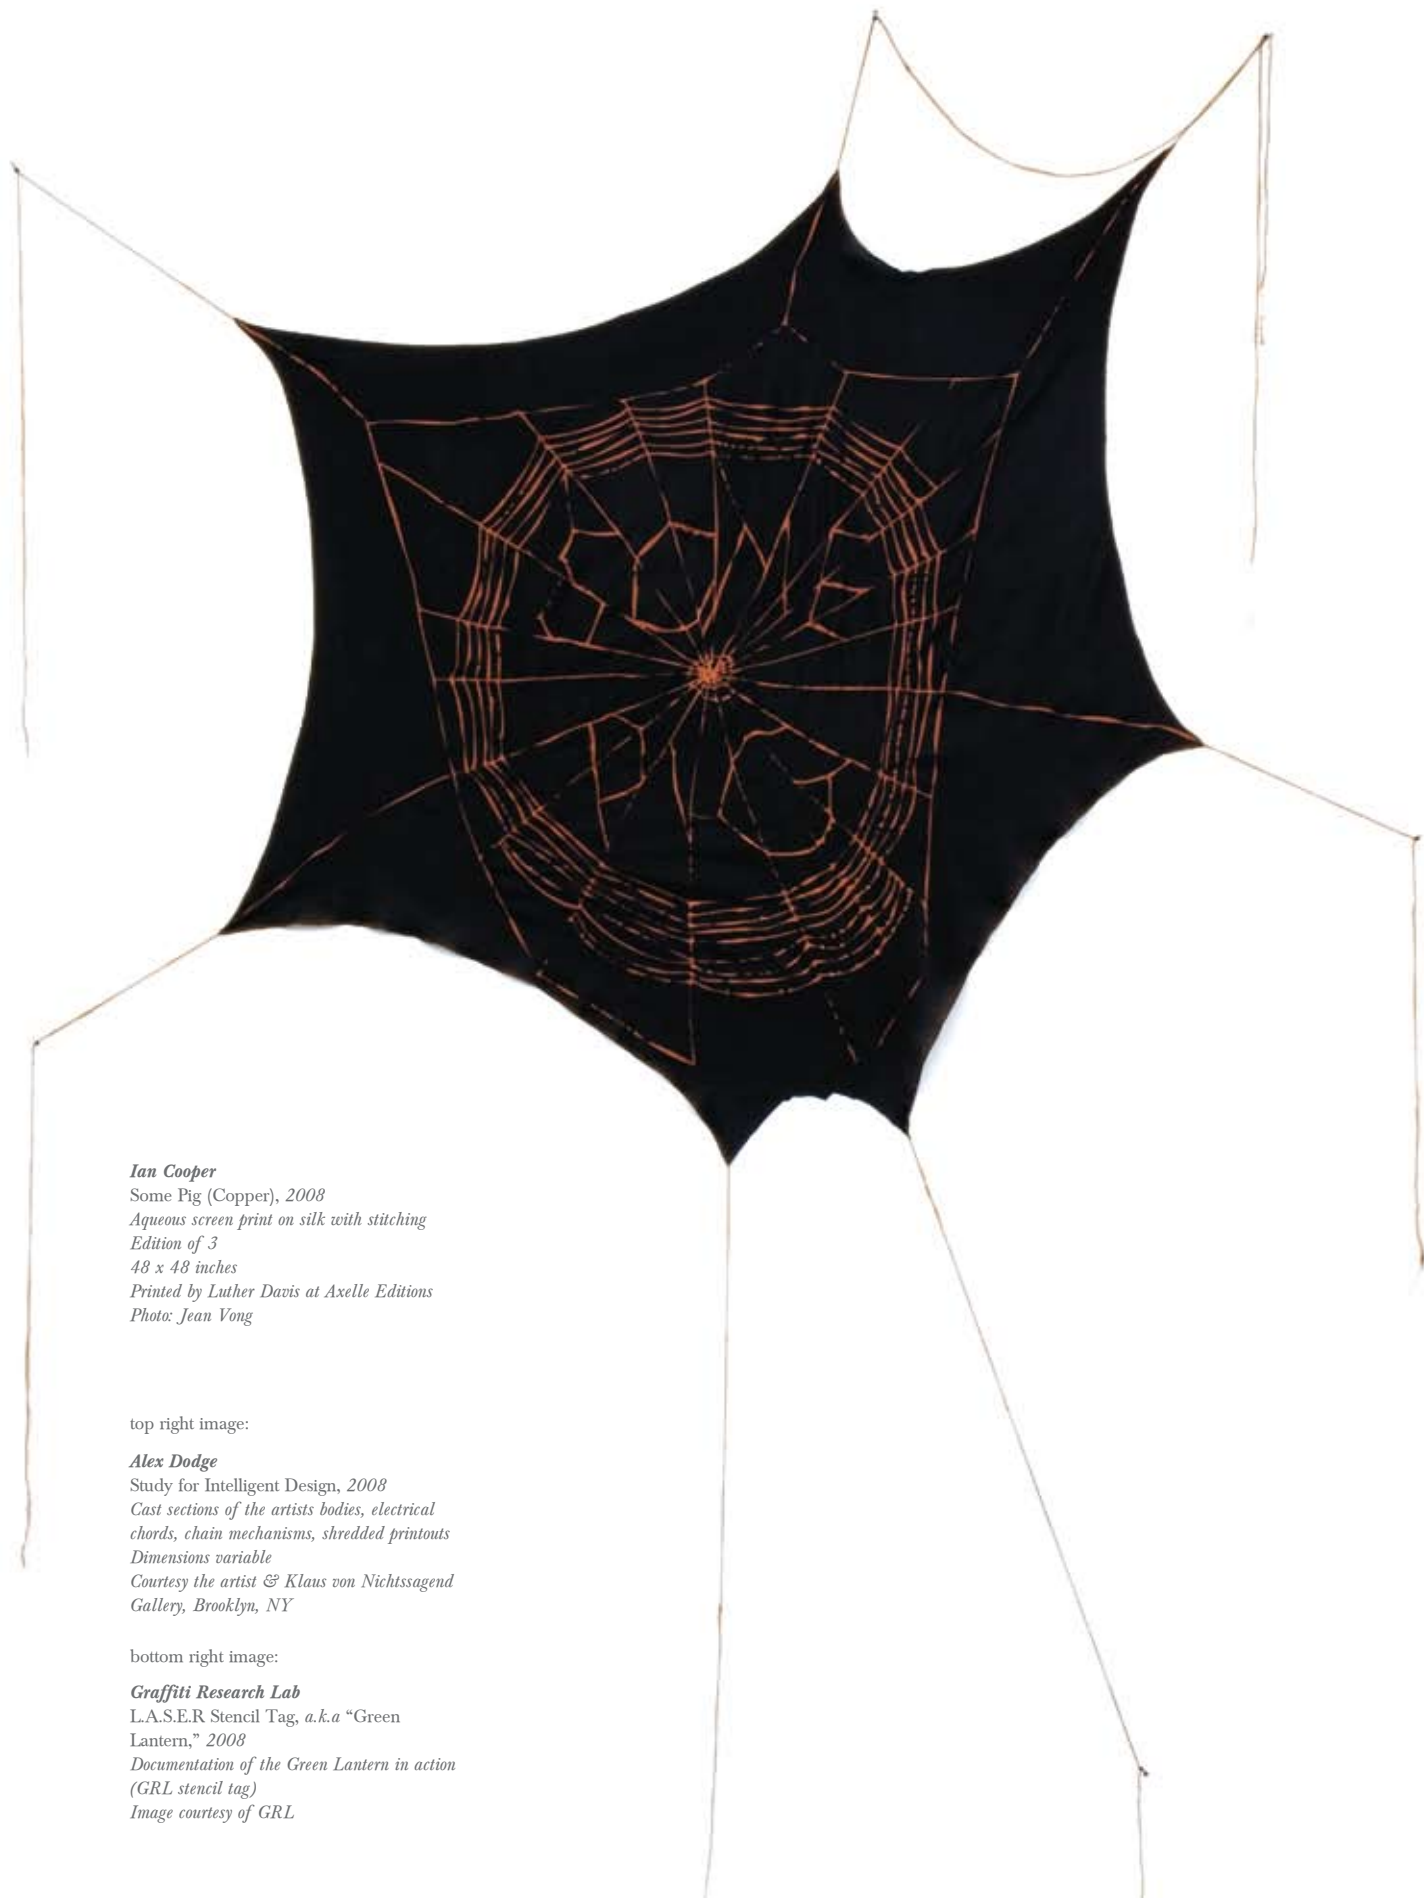 SOME
PIG
Ian Cooper
Some Pig (Copper), 2008
Aqueous screen print on silk with stitching
Edition of 3
48 x 48 inches
Printed by Luther Davis at Axelle Editions
Photo: Jean Vong
top right image:
Alex Dodge
Study for Intelligent Design, 2008
Cast sections of the artists bodies, electrical
chords, chain mechanisms, shredded printouts
Dimensions variable
Courtesy the artist & Klaus von Nichtssagend
Gallery, Brooklyn, NY
bottom right image:
Graffiti Research Lab
L.A.S.E.R Stencil Tag, a.k.a “Green
Lantern,” 2008
Documentation of the Green Lantern in action
(GRL stencil tag)
Image courtesy of GRL